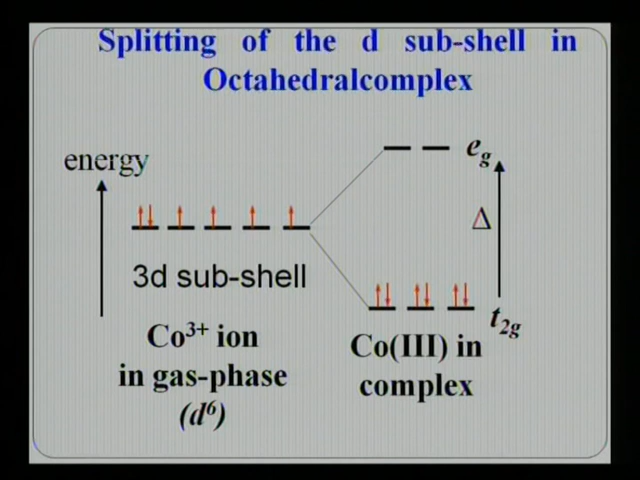 Splitting of the d sub-shell in
Octahedralcomplex
energy
e_g
Δ
3d sub-shell
t_2g
Co³⁺ ion
in gas-phase
(d⁶)
Co(III) in
complex